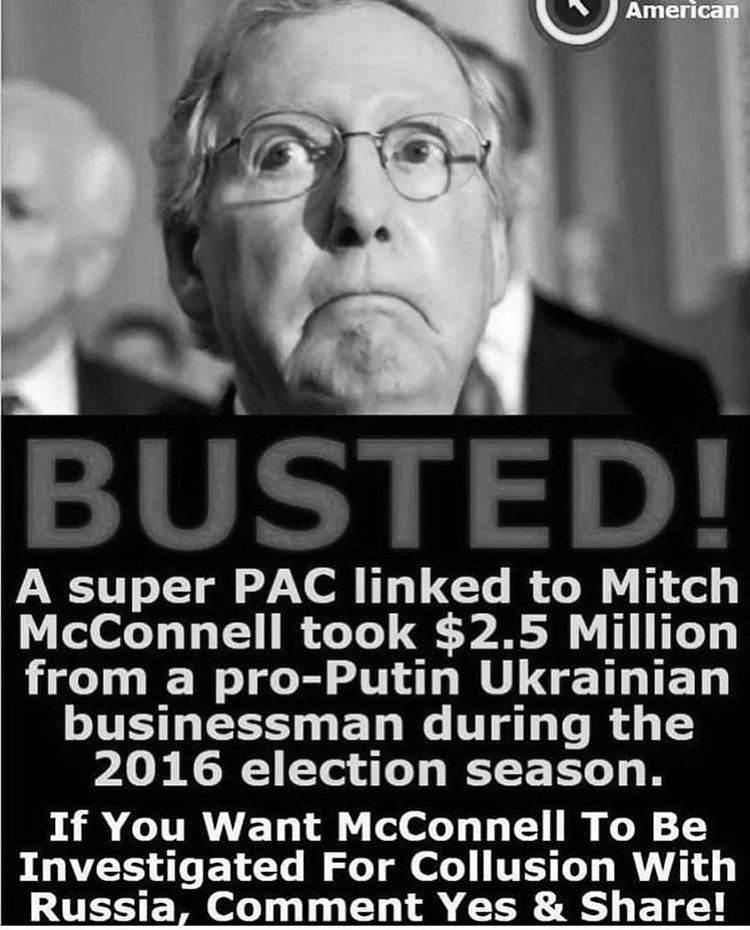 American
BUSTED!
A super PAC linked to Mitch
McConnell took $2.5 Million
from a pro-Putin Ukrainian
businessman during the
2016 election season.
If You Want McConnell To Be
Investigated For Collusion With
Russia, Comment Yes & Share!